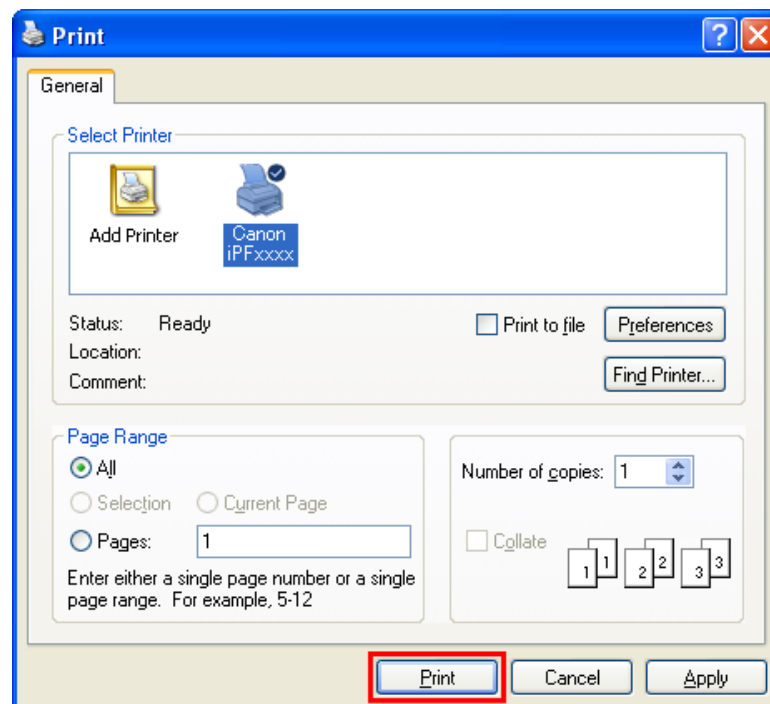 Print
General
Select Printer
Add Printer
Canon
iPFxxxx
Status: Ready
Print to file
Preferences
Location:
Comment:
Find Printer...
Page Range
All
Selection Current Page
Pages: 1
Enter either a single page number or a single
page range. For example, 5-12
Number of copies: 1
Collate
1 1 2 2 3 3
Print Cancel Apply